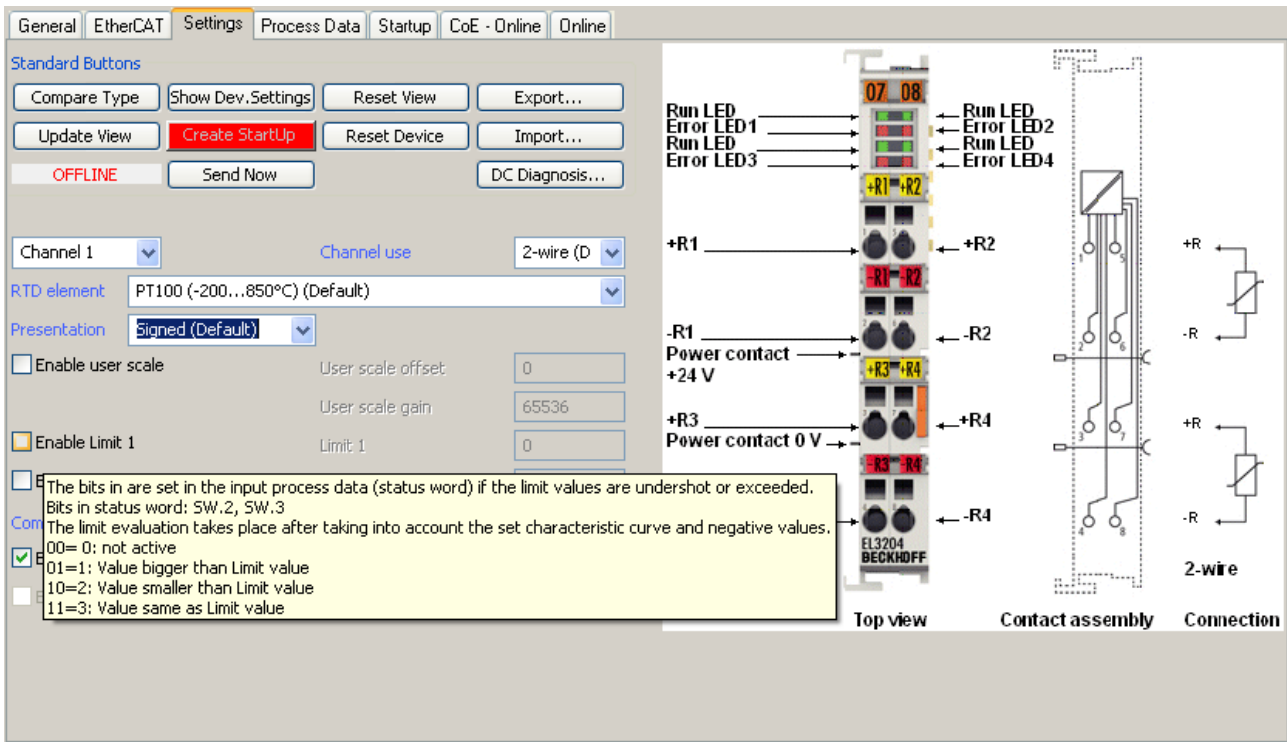 General EtherCAT Settings Process Data Startup CoE - Online Online
Standard Buttons
Compare Type Show Dev.Settings Reset View Export...
Update View Create StartUp Reset Device Import...
OFFLINE Send Now DC Diagnosis...
Channel 1 Channel use 2-wire (D
RTD element PT100 (-200...850°C) (Default)
Presentation Signed (Default)
Enable user scale User scale offset 0
User scale gain 65536
Enable Limit 1 Limit 1 0
The bits in are set in the input process data (status word) if the limit values are undershot or exceeded.
Bits in status word: SW.2, SW.3
The limit evaluation takes place after taking into account the set characteristic curve and negative values.
00= 0: not active
01=1: Value bigger than Limit value
10=2: Value smaller than Limit value
11=3: Value same as Limit value
07 08
Run LED Run LED
Error LED1 Error LED2
Run LED Run LED
Error LED3 Error LED4
+R1 +R2
+R1 +R2
-R1 -R2
-R1 -R2
Power contact
+24 V
+R3 +R4
+R3 +R4
Power contact 0 V
-R3 -R4
-R4
EL3204
BECKHOFF
Top view
1 5
2 6
3 7
4 8
Contact assembly
+R
-R
+R
-R
2-wire
Connection